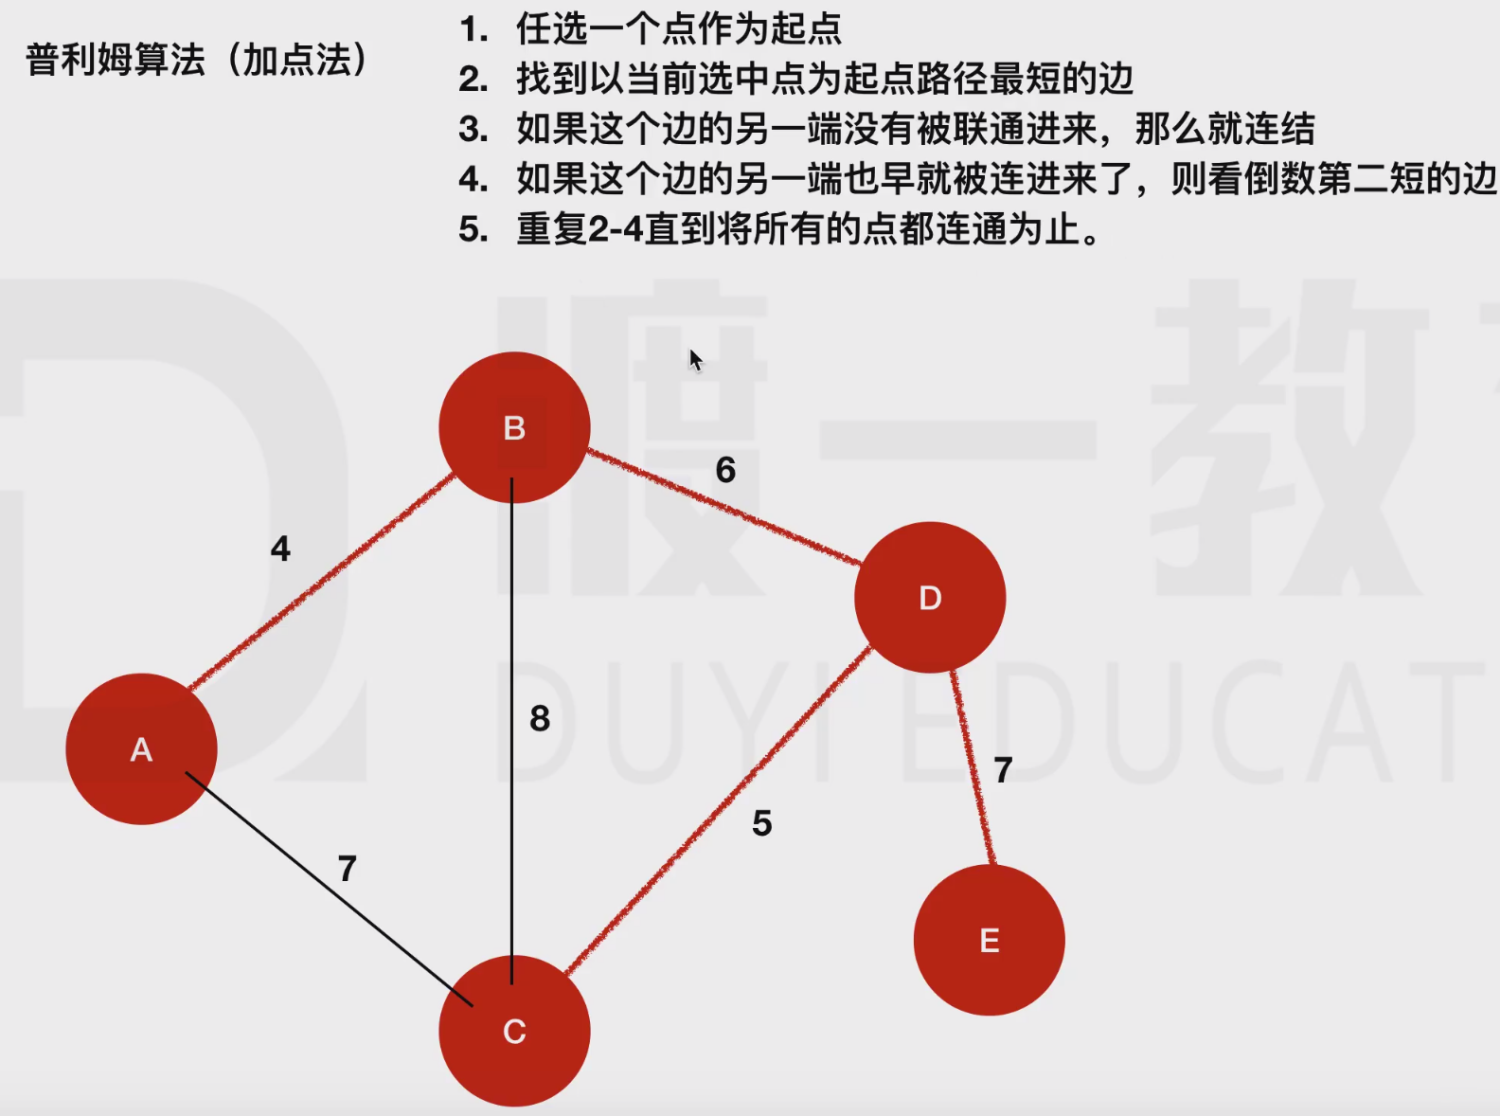 普利姆算法（加点法）
1. 任选一个点作为起点
2. 找到以当前选中点为起点路径最短的边
3. 如果这个边的另一端没有被联通进来，那么就连结
4. 如果这个边的另一端也早就被连进来了，则看倒数第二短的边
5. 重复2-4直到将所有的点都连通为止。
渡一教
B
6
4
D
DUYI EDUCAT
8
A
7
5
7
E
C